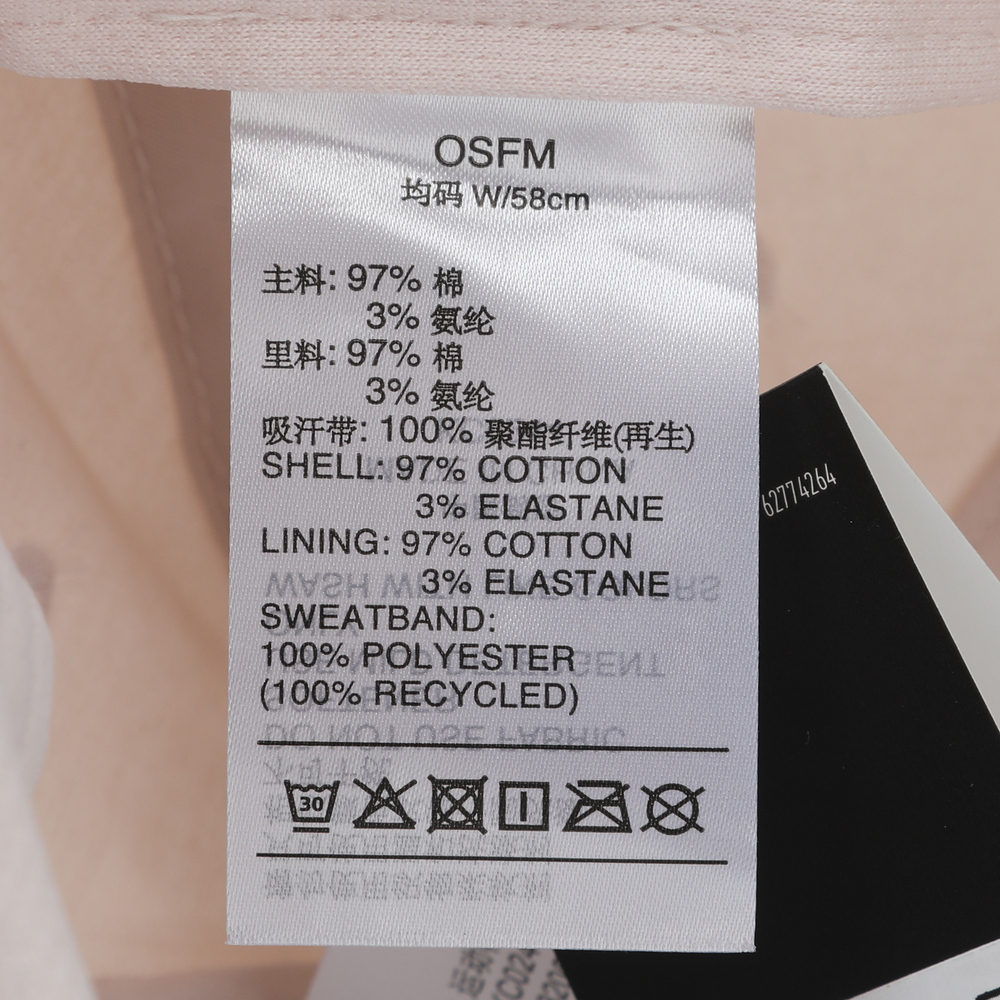 OSFM
均码 W/58cm
主料: 97% 棉
3% 氨纶
里料: 97% 棉
3% 氨纶
吸汗带: 100% 聚酯纤维(再生)
SHELL: 97% COTTON
3% ELASTANE
LINING: 97% COTTON
3% ELASTANE
SWEATBAND:
100% POLYESTER
(100% RECYCLED)
30
62774264